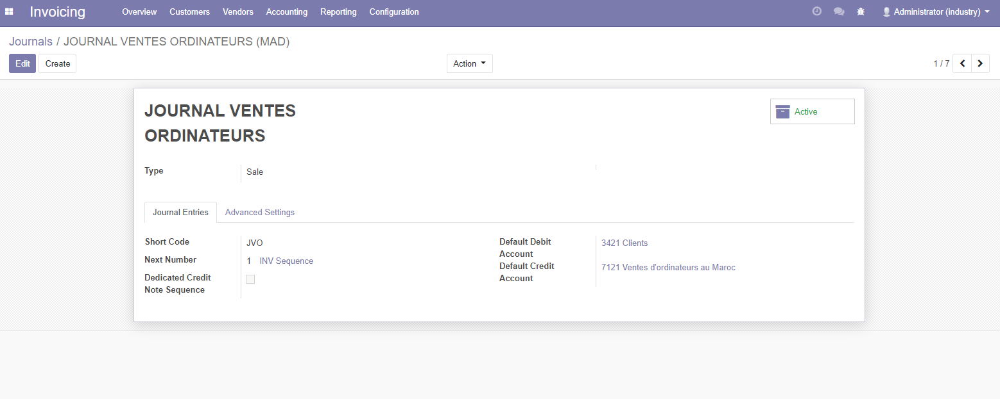 Invoicing Overview Customers Vendors Accounting Reporting Configuration Administrator (industry)
Journals / JOURNAL VENTES ORDINATEURS (MAD)
Edit Create Action 1 / 7
JOURNAL VENTES
ORDINATEURS
Active
Type Sale
Journal Entries Advanced Settings
Short Code JVO
Next Number 1 INV Sequence
Dedicated Credit
Note Sequence
Default Debit
Account
3421 Clients
Default Credit
Account
7121 Ventes d'ordinateurs au Maroc